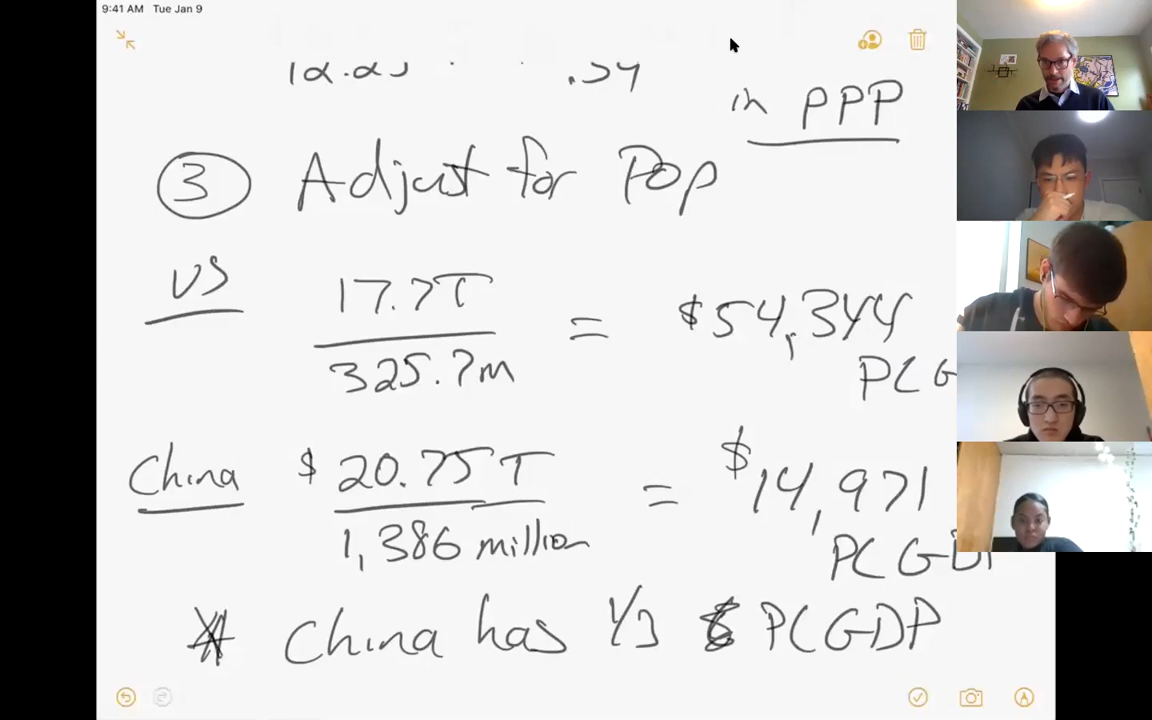 9:41 AM Tue Jan 9
in PPP
3 Adjust for Pop
US 17.7T = $54,344
325.7m
PCG
China $20.75T = $14,971
1,386 million
PCGD
* China has 1/3 PCGDP